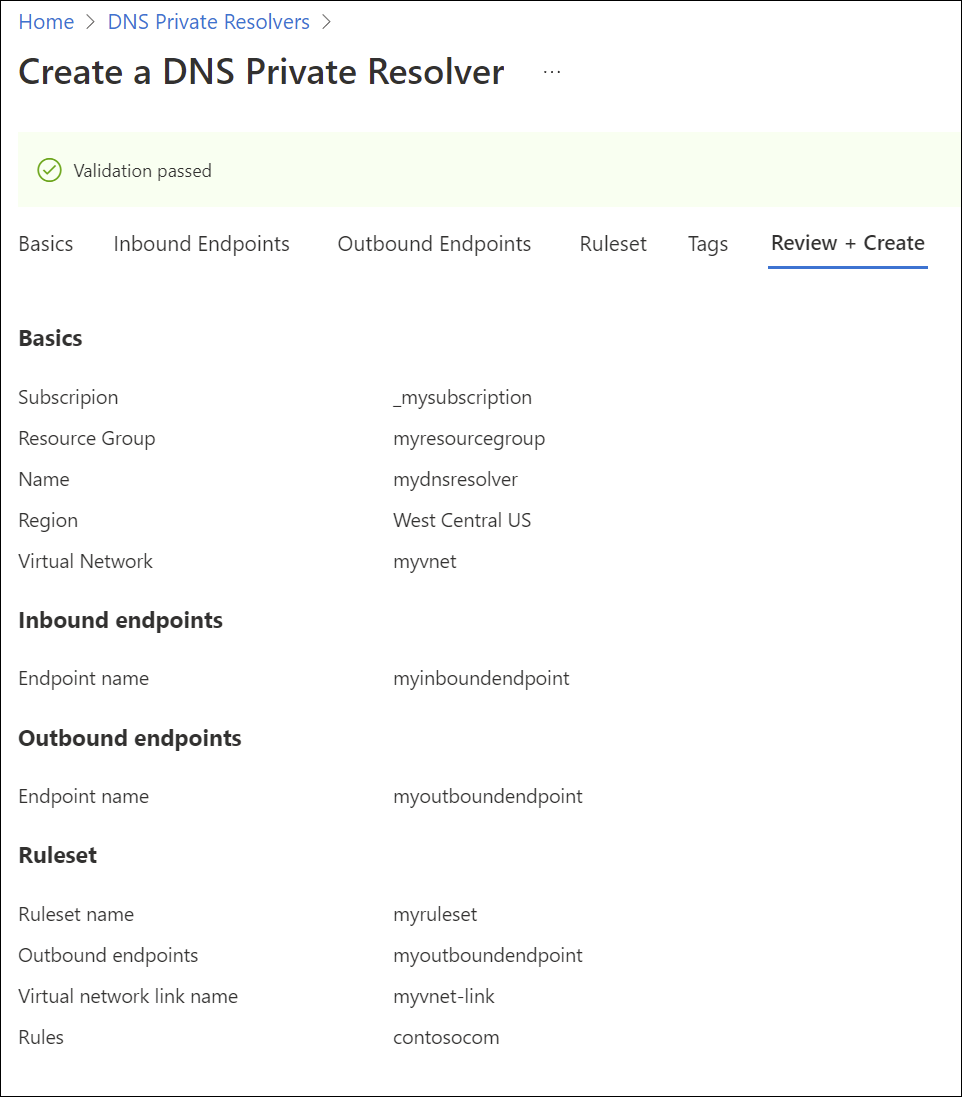 Home > DNS Private Resolvers >
Create a DNS Private Resolver ...
Validation passed
Basics Inbound Endpoints Outbound Endpoints Ruleset Tags Review + Create
Basics
Subscripion _mysubscription
Resource Group myresourcegroup
Name mydnsresolver
Region West Central US
Virtual Network myvnet
Inbound endpoints
Endpoint name myinboundendpoint
Outbound endpoints
Endpoint name myoutboundendpoint
Ruleset
Ruleset name myruleset
Outbound endpoints myoutboundendpoint
Virtual network link name myvnet-link
Rules contosocom